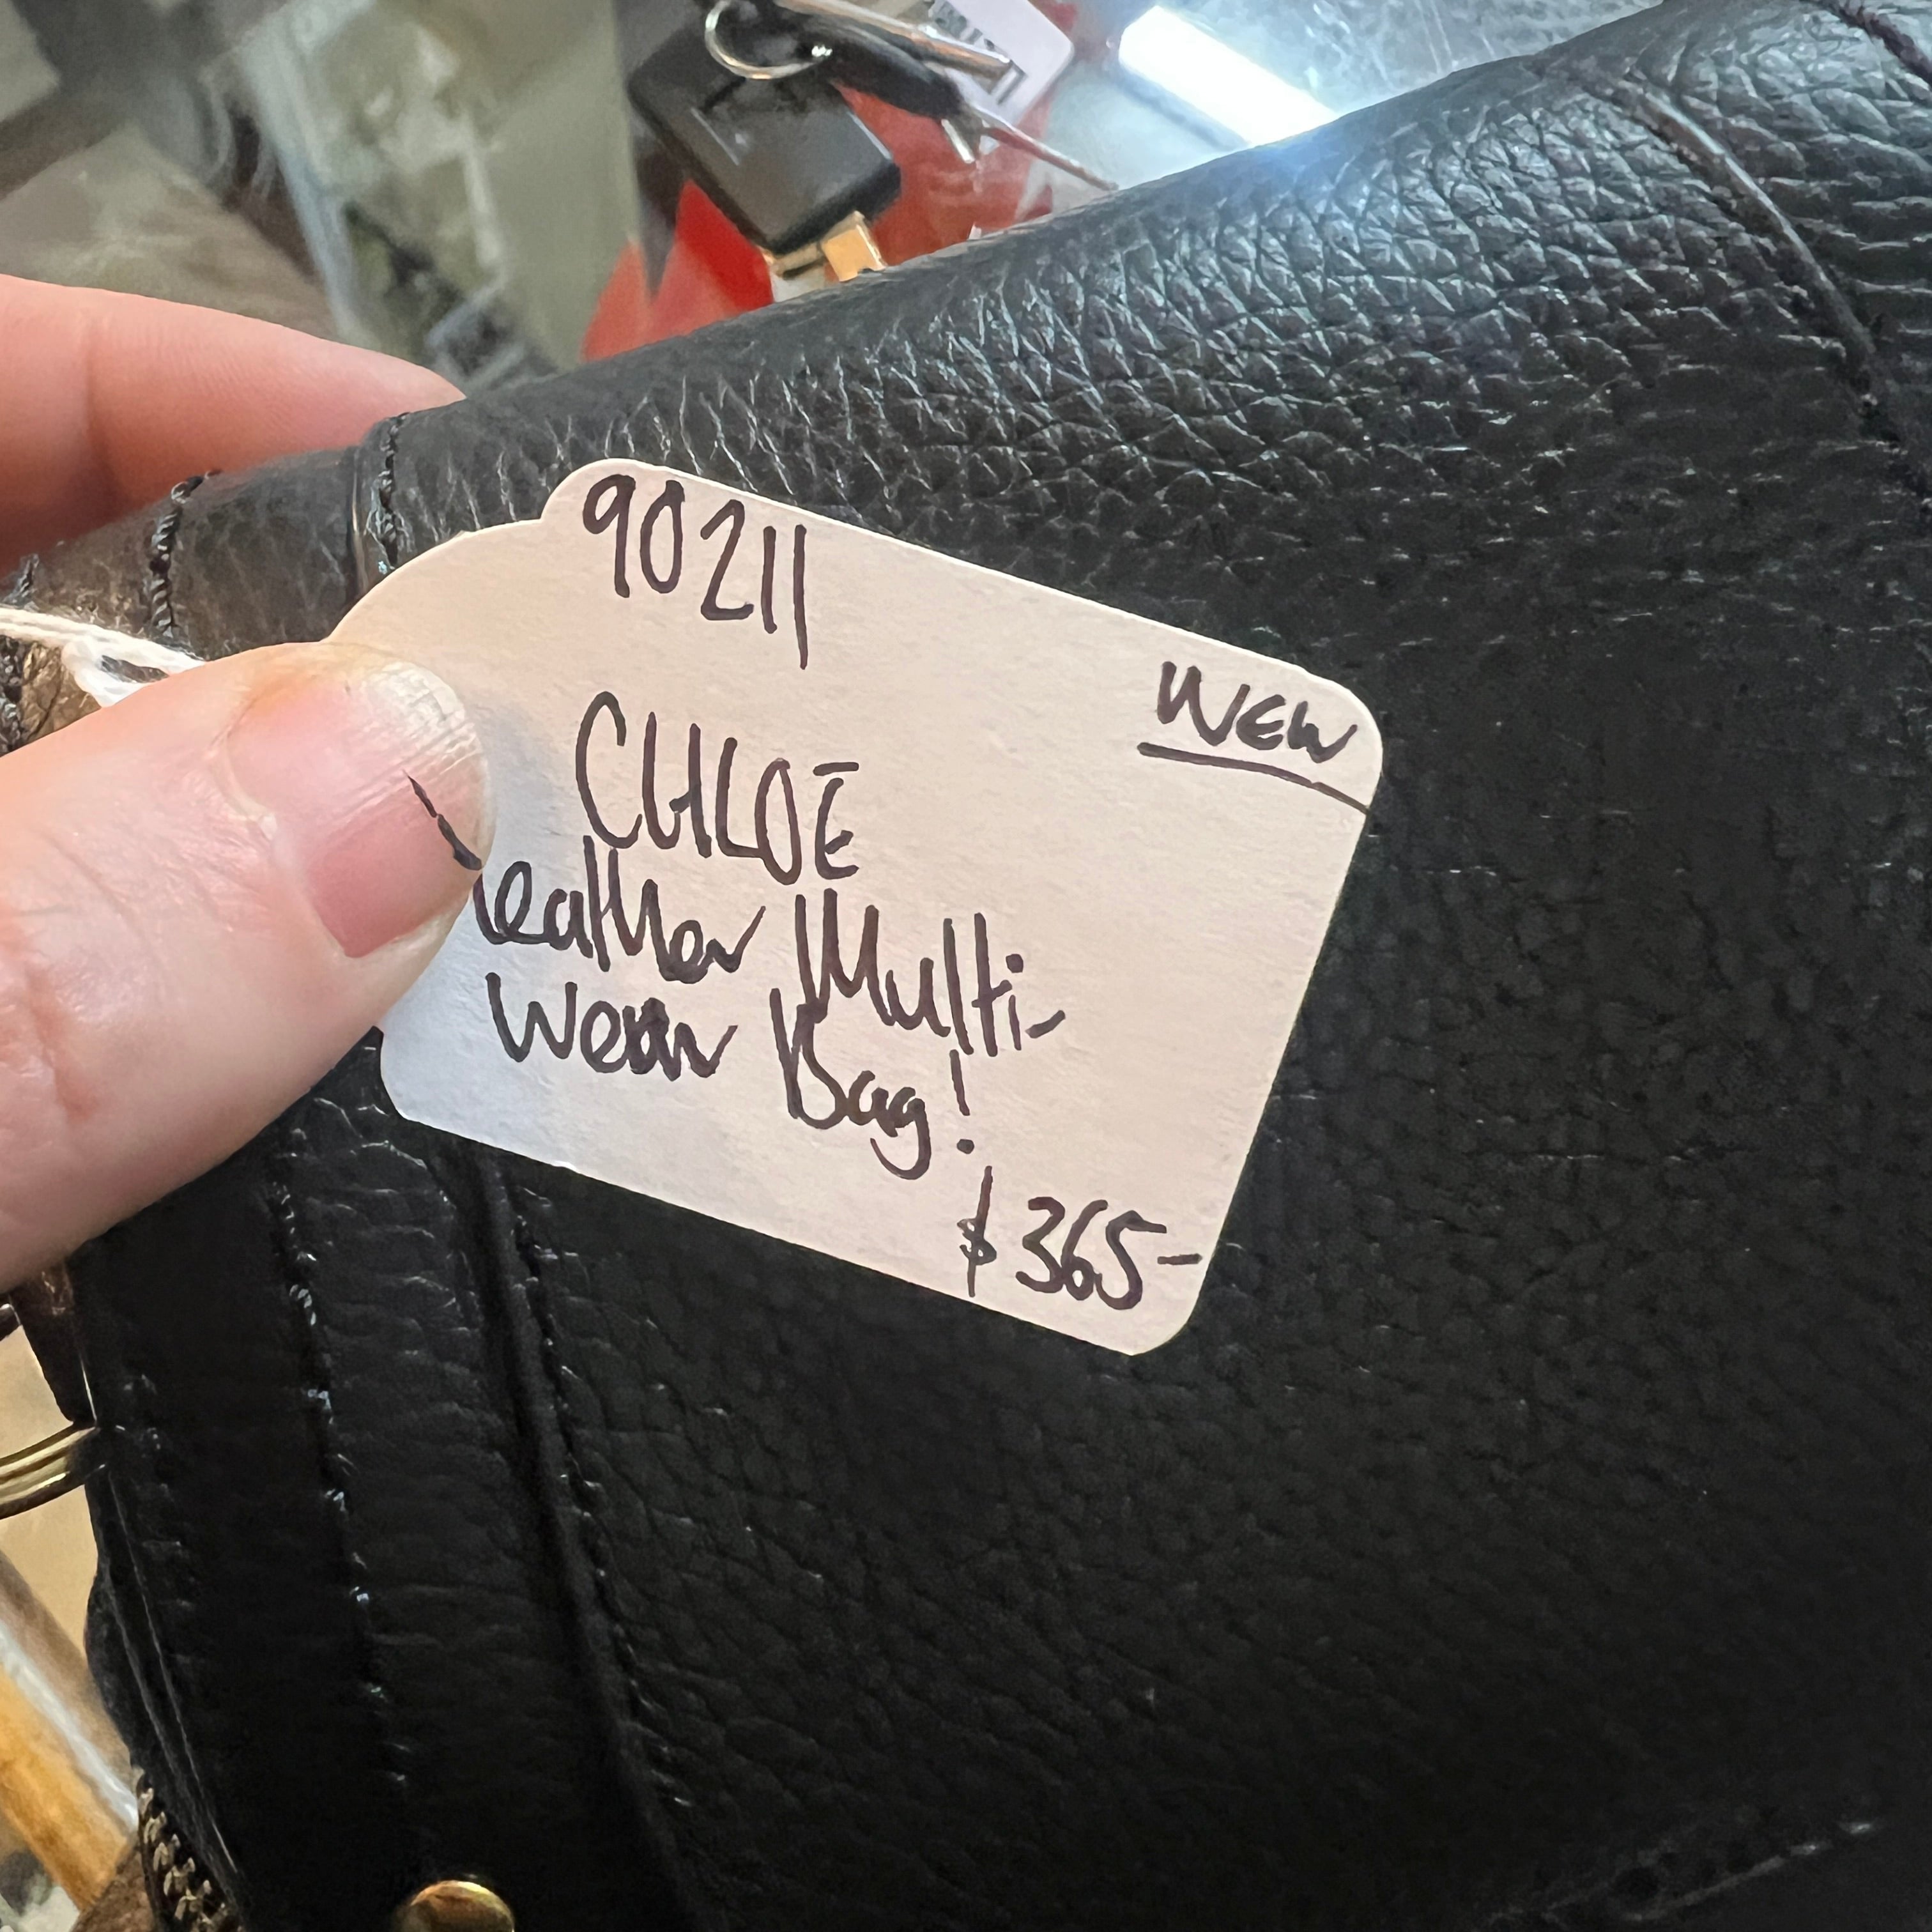 90211
NEW
CHLOE
Leather Multi-
Wear Bag!
$365-